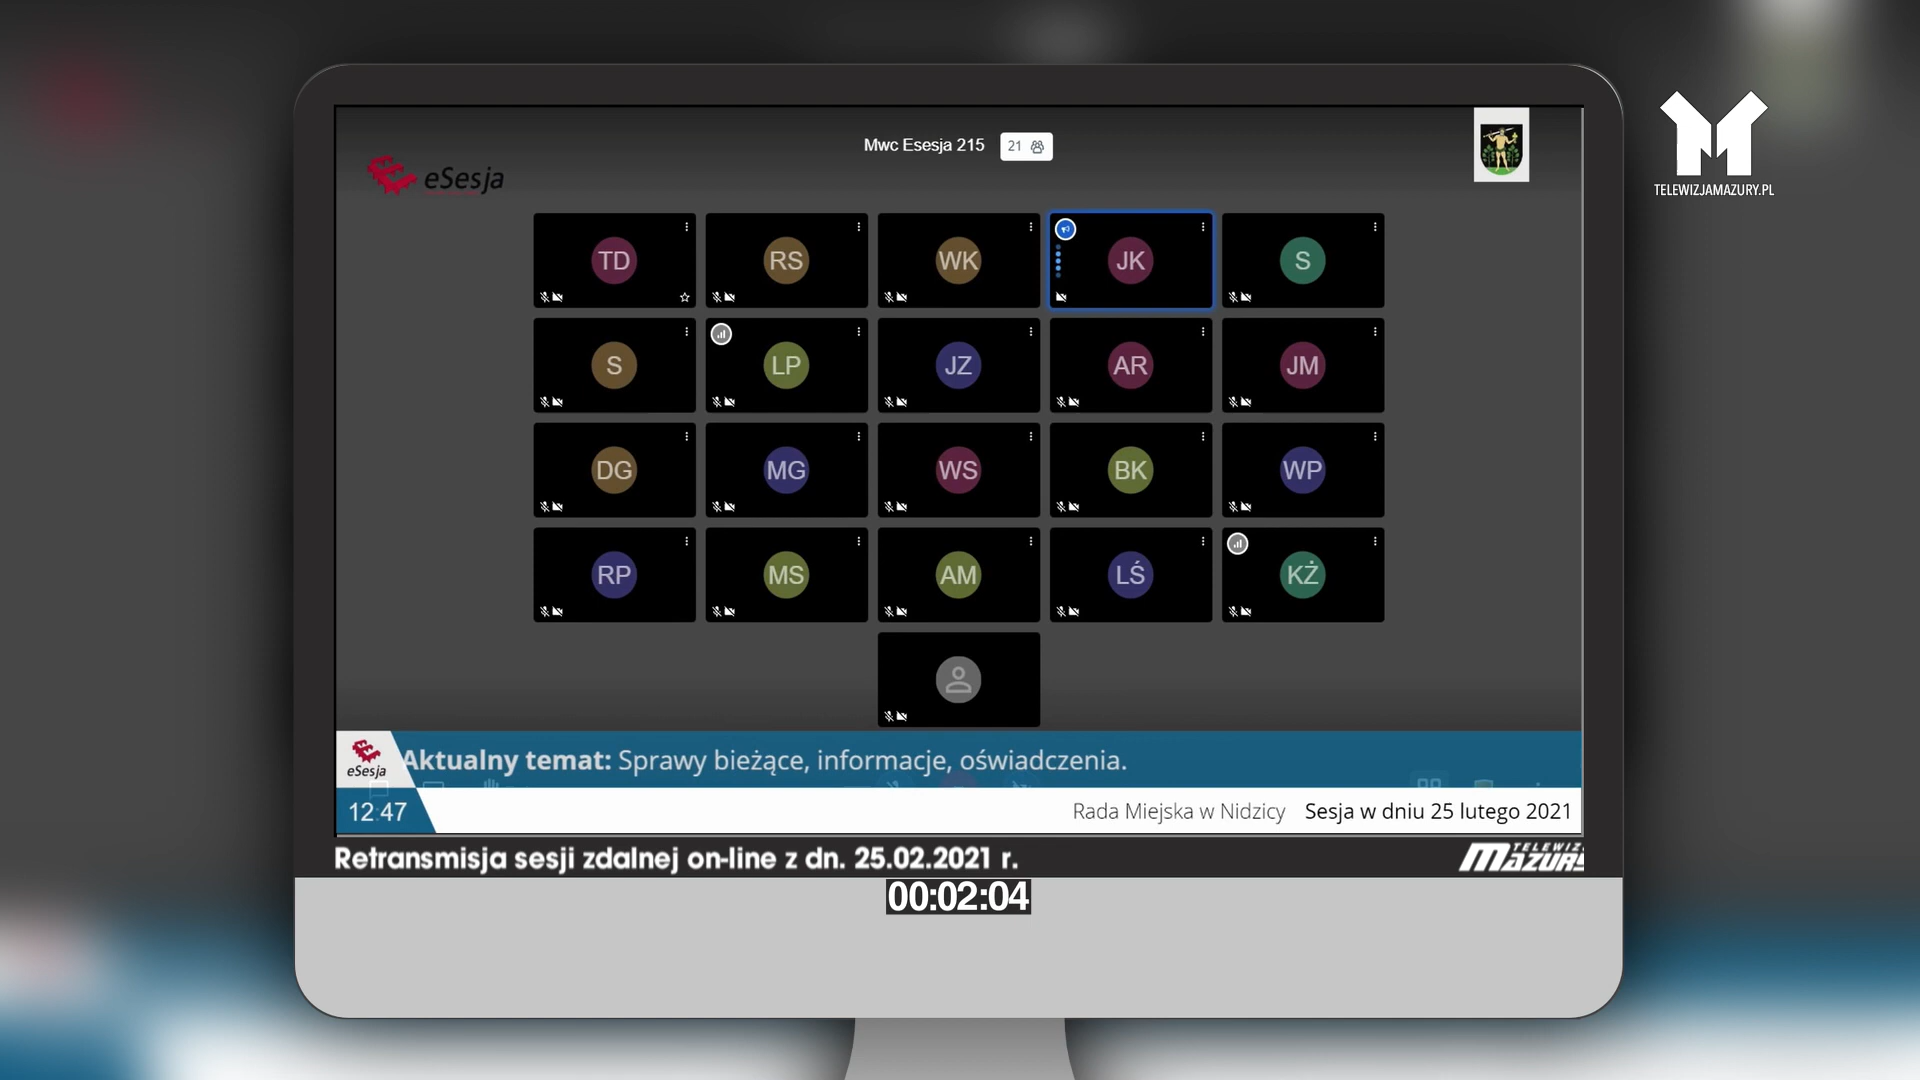 Mwc Esesja 215 21
eSesja
TELEWIZJAMAZURY.PL
TD RS WK JK S
S LP JZ AR JM
DG MG WS BK WP
RP MS AM LŚ KŻ
eSesja
Aktualny temat: Sprawy bieżące, informacje, oświadczenia.
12:47
Rada Miejska w Nidzicy Sesja w dniu 25 lutego 2021
Retransmisja sesji zdalnej on-line z dn. 25.02.2021 r.
00:02:04